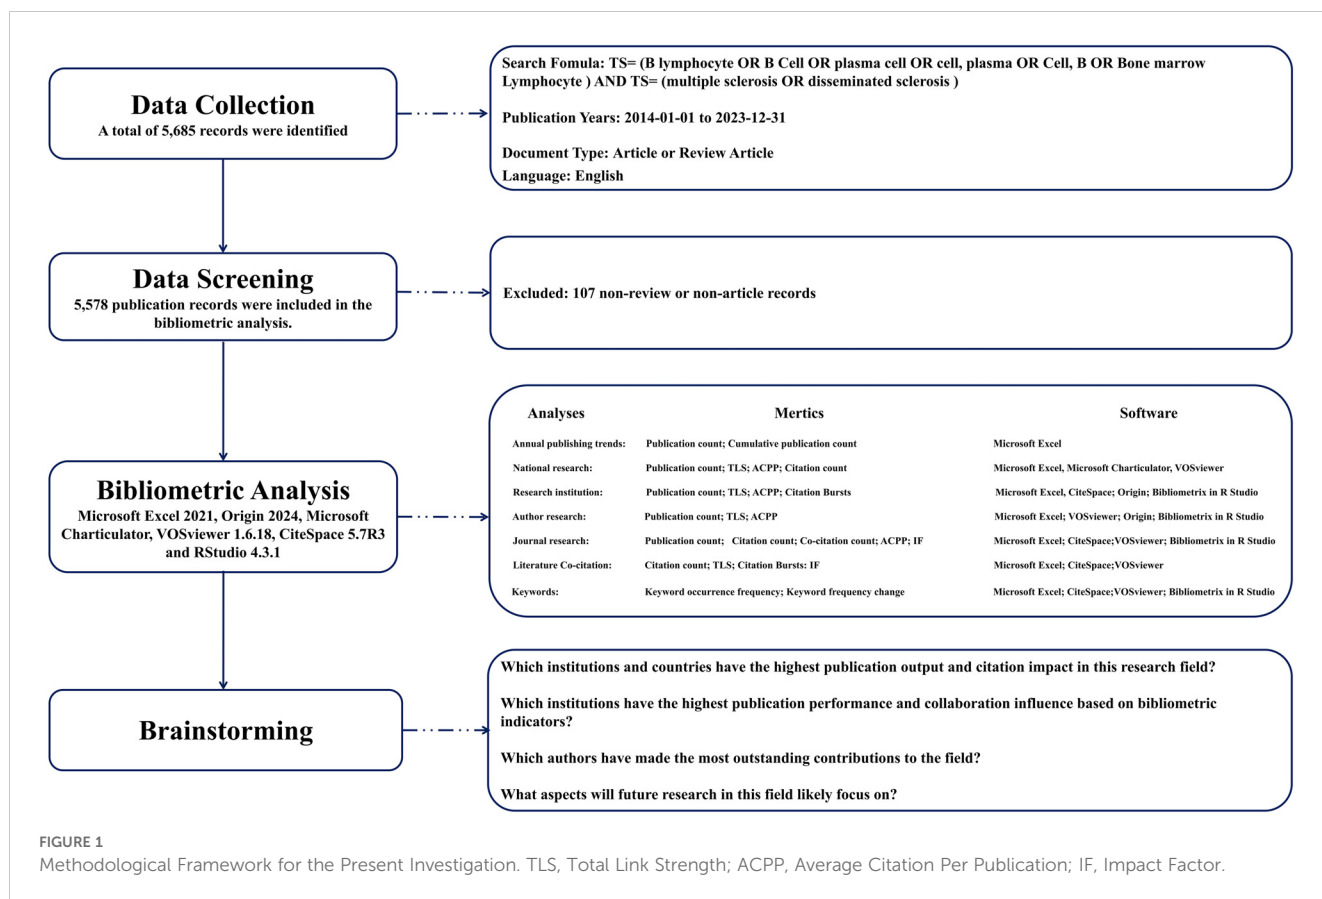 Data Collection
A total of 5,685 records were identified
Search Fomula: TS= (B lymphocyte OR B Cell OR plasma cell OR cell, plasma OR Cell, B OR Bone marrow
Lymphocyte ) AND TS= (multiple sclerosis OR disseminated sclerosis )
Publication Years: 2014-01-01 to 2023-12-31
Document Type: Article or Review Article
Language: English
Data Screening
5,578 publication records were included in the
bibliometric analysis.
Excluded: 107 non-review or non-article records
Bibliometric Analysis
Microsoft Excel 2021, Origin 2024, Microsoft
Charticulator, VOSviewer 1.6.18, CiteSpace 5.7R3
and RStudio 4.3.1
Analyses Mertics Software
Annual publishing trends: Publication count; Cumulative publication count Microsoft Excel
National research: Publication count; TLS; ACPP; Citation count Microsoft Excel, Microsoft Charticulator, VOSviewer
Research institution: Publication count; TLS; ACPP; Citation Bursts Microsoft Excel, CiteSpace; Origin; Bibliometrix in R Studio
Author research: Publication count; TLS; ACPP Microsoft Excel; VOSviewer; Origin; Bibliometrix in R Studio
Journal research: Publication count; Citation count; Co-citation count; ACPP; IF Microsoft Excel; CiteSpace;VOSviewer; Bibliometrix in R Studio
Literature Co-citation: Citation count; TLS; Citation Bursts: IF Microsoft Excel; CiteSpace;VOSviewer
Keywords: Keyword occurrence frequency; Keyword frequency change Microsoft Excel; CiteSpace;VOSviewer; Bibliometrix in R Studio
Brainstorming
Which institutions and countries have the highest publication output and citation impact in this research field?
Which institutions have the highest publication performance and collaboration influence based on bibliometric
indicators?
Which authors have made the most outstanding contributions to the field?
What aspects will future research in this field likely focus on?
FIGURE 1
Methodological Framework for the Present Investigation. TLS, Total Link Strength; ACPP, Average Citation Per Publication; IF, Impact Factor.